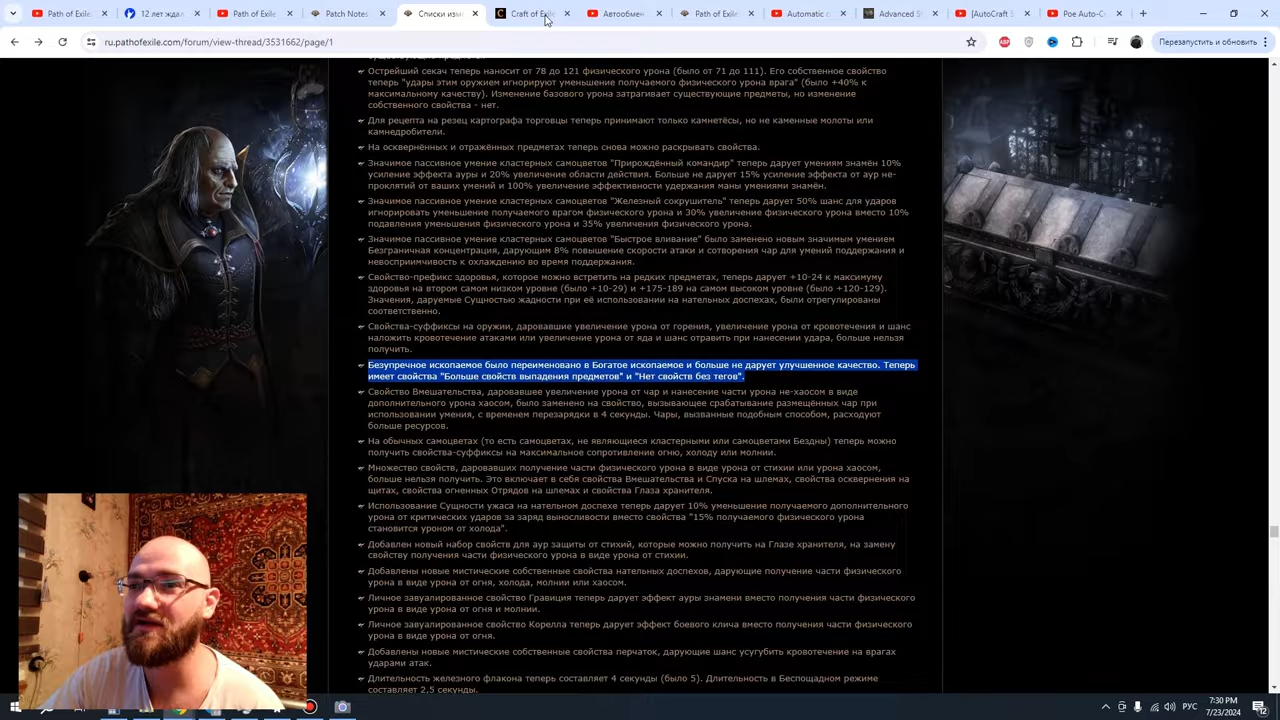 Poe Runes
12 лет ждал
Списки изм
Craft of Exil
Автомен
Automatic c
Advanced S
[AutoCraft S
Poe Auto-C
ru.pathofexile.com/forum/view-thread/3531662/page/1
Перезапустить и обновить
Острейший секач теперь наносит от 78 до 121 физического урона (было от 71 до 111). Его собственное свойство
теперь "удары этим оружием игнорируют уменьшение получаемого физического урона врага" (было +40% к
максимальному качеству). Изменение базового урона затрагивает существующие предметы, но изменение
собственного свойства - нет.
Для рецепта на резец картографа торговцы теперь принимают только камнетёсы, но не каменные молоты или
камнедробители.
На осквернённых и отражённых предметах теперь снова можно раскрывать свойства.
Значимое пассивное умение кластерных самоцветов "Прирождённый командир" теперь дарует умениям знамён 10%
усиление эффекта ауры и 20% увеличение области действия. Больше не дарует 15% усиление эффекта от аур не-
проклятий от ваших умений и 100% увеличение эффективности удержания маны умениями знамён.
Значимое пассивное умение кластерных самоцветов "Железный сокрушитель" теперь дарует 50% шанс для ударов
игнорировать уменьшение получаемого врагом физического урона и 30% увеличение физического урона вместо 10%
подавления уменьшения физического урона и 35% увеличения физического урона.
Значимое пассивное умение кластерных самоцветов "Быстрое вливание" было заменено новым значимым умением
Безграничная концентрация, дарующим 8% повышение скорости атаки и сотворения чар для умений поддержания и
невосприимчивость к охлаждению во время поддержания.
Свойство-префикс здоровья, которое можно встретить на редких предметах, теперь дарует +10-24 к максимуму
здоровья на втором самом низком уровне (было +10-29) и +175-189 на самом высоком уровне (было +120-129).
Значения, даруемые Сущностью жадности при её использовании на нательных доспехах, были отрегулированы
соответственно.
Свойства-суффиксы на оружии, даровавшие увеличение урона от горения, увеличение урона от кровотечения и шанс
наложить кровотечение атаками или увеличение урона от яда и шанс отравить при нанесении удара, больше нельзя
получить.
Безупречное ископаемое было переименовано в Богатое ископаемое и больше не дарует улучшенное качество. Теперь
имеет свойства "Больше свойств выпадения предметов" и "Нет свойств без тегов".
Свойство Вмешательства, даровавшее увеличение урона от чар и нанесение части урона не-хаосом в виде
дополнительного урона хаосом, было заменено на свойство, вызывающее срабатывание размещённых чар при
использовании умения, с временем перезарядки в 4 секунды. Чары, вызванные подобным способом, расходуют
больше ресурсов.
На обычных самоцветах (то есть самоцветах, не являющиеся кластерными или самоцветами Бездны) теперь можно
получить свойства-суффиксы на максимальное сопротивление огню, холоду или молнии.
Множество свойств, даровавших получение части физического урона в виде урона от стихии или урона хаосом,
больше нельзя получить. Это включает в себя свойства Вмешательства и Спуска на шлемах, свойства осквернения на
щитах, свойства огненных Отрядов на шлемах и свойства Глаза хранителя.
Использование Сущности ужаса на нательном доспехе теперь дарует 10% уменьшение получаемого дополнительного
урона от критических ударов за заряд выносливости вместо свойства "15% получаемого физического урона
становится уроном от холода".
Добавлен новый набор свойств для аур защиты от стихий, которые можно получить на Глазе хранителя, на замену
свойству получения части физического урона в виде урона от стихии.
Добавлены новые мистические собственные свойства нательных доспехов, дарующие получение части физического
урона в виде урона от огня, холода, молнии или хаосом.
Личное завуалированное свойство Гравиция теперь дарует эффект ауры знамени вместо получения части физического
урона в виде урона от огня и молнии.
Личное завуалированное свойство Корелла теперь дарует эффект боевого клича вместо получения части физического
урона в виде урона от огня.
Добавлены новые мистические собственные свойства перчаток, дарующие шанс усугубить кровотечение на врагах
ударами атак.
Длительность железного флакона теперь составляет 4 секунды (было 5). Длительность в Беспощадном режиме
составляет 2,5 секунды.
РУС
7:30 PM
7/23/2024